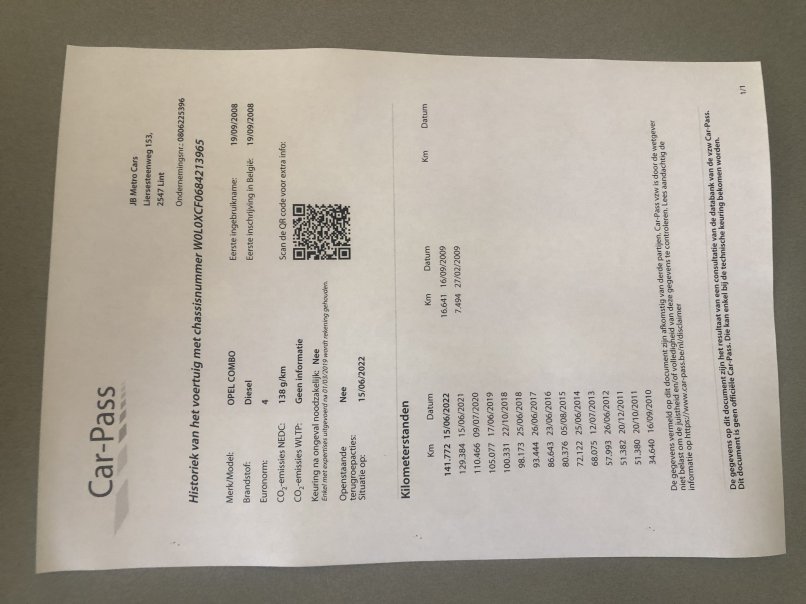 Car-Pass
JB Metro Cars
Liersesteenweg 153,
2547 Lint
Ondernemingsnr.: 0806225396
Historiek van het voertuig met chassisnummer W0L0XCF0684213965
Merk/Model: OPEL COMBO
Brandstof: Diesel
Euronorm: 4
CO₂-emissies NEDC: 138 g/km
CO₂-emissies WLTP: Geen informatie
Keuring na ongeval noodzakelijk: Nee
Enkel met expertises uitgevoerd na 01/03/2019 wordt rekening gehouden.
Openstaande
terugroepacties: Nee
Situatie op: 15/06/2022
Eerste ingebruikname: 19/09/2008
Eerste inschrijving in België: 19/09/2008
Scan de QR code voor extra info:
Kilometerstanden
Km Datum
141.772 15/06/2022
129.384 15/06/2021
110.466 09/07/2020
105.077 17/06/2019
100.331 22/10/2018
98.173 25/06/2018
93.444 26/06/2017
86.643 23/06/2016
80.376 05/08/2015
72.122 25/06/2014
68.075 12/07/2013
57.993 26/06/2012
51.382 20/12/2011
51.380 20/10/2011
34.640 16/09/2010
Km Datum
16.641 16/09/2009
7.494 27/02/2009
Km Datum
De gegevens vermeld op dit document zijn afkomstig van derde partijen. Car-Pass vzw is door de wetgever
niet belast om de juistheid en/of volledigheid van deze gegevens te controleren. Lees aandachtig de
informatie op https://www.car-pass.be/nl/disclaimer
De gegevens op dit document zijn het resultaat van een consultatie van de databank van de vzw Car-Pass.
Dit document is geen officiële Car-Pass. Die kan enkel bij de technische keuring bekomen worden.
1/1